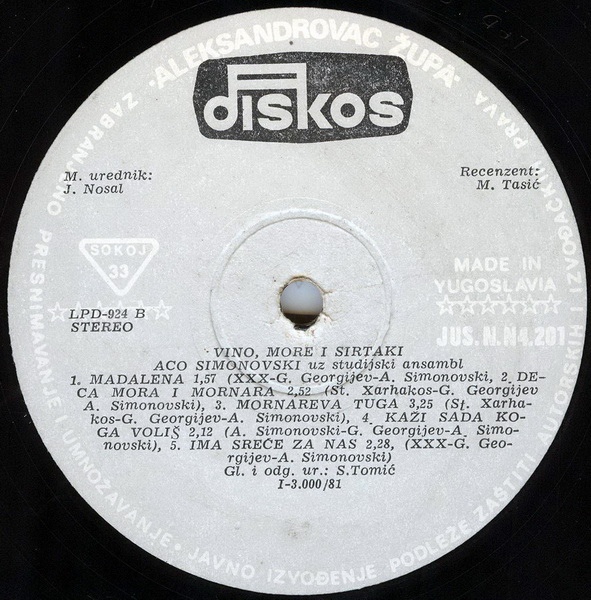 "ALEKSANDROVAC ŽUPA"
diskos
M. urednik:
J. Nosal
Recenzent:
M. Tasić
SOKOJ
33
MADE IN
YUGOSLAVIA
JUS. N.N4.201
LPD-924 B
STEREO
VINO, MORE I SIRTAKI
ACO SIMONOVSKI uz studijski ansambl
1. MADALENA 1,57 (XXX-G. Georgijev-A. Simonovski, 2. DE-
CA MORA I MORNARA 2,52 (St. Xarhakos-G. Georgijev
A. Simonovski), 3. MORNAREVA TUGA 3,25 (St. Xarha-
kos-G. Georgijev-A. Simonovski), 4. KAZI SADA KO-
GA VOLIŠ 2,12 (A. Simonovski-G. Georgijev-A. Simo-
novski), 5. IMA SREĆE ZA NAS 2,28, (XXX-G. Geo-
rgijev-A. Simonovski)
Gl. i odg. ur.: S.Tomić
I-3.000/81
ZABRANJENO PRESNIMAVANJE I UMNOŽAVANJE • JAVNO IZVOĐENJE PODLEŽE ZAŠTITI AUTORSKIH I IZVOĐAČKIH PRAVA